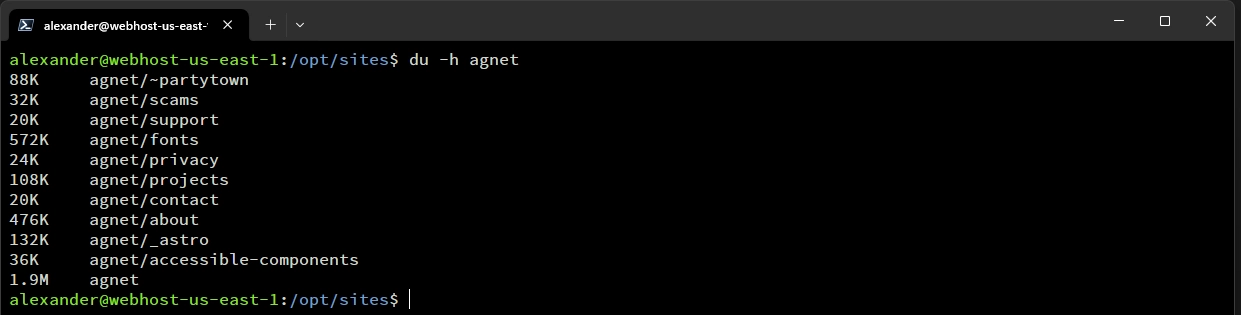 alexander@webhost-us-east-
alexander@webhost-us-east-1:/opt/sites$ du -h agnet
88K     agnet/~partytown
32K     agnet/scams
20K     agnet/support
572K    agnet/fonts
24K     agnet/privacy
108K    agnet/projects
20K     agnet/contact
476K    agnet/about
132K    agnet/_astro
36K     agnet/accessible-components
1.9M    agnet
alexander@webhost-us-east-1:/opt/sites$